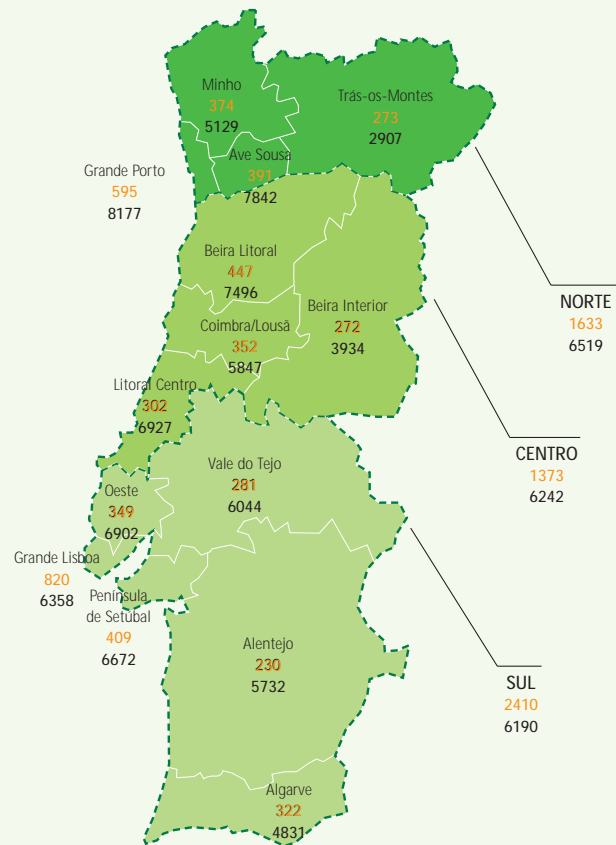 Minho
374
5129
Trás-os-Montes
273
2907
Ave Sousa
391
7842
Grande Porto
595
8177
Beira Litoral
447
7496
Beira Interior
272
3934
Coimbra/Lousã
352
5847
Litoral Centro
302
6927
NORTE
1633
6519
CENTRO
1373
6242
Vale do Tejo
281
6044
Oeste
349
6902
Grande Lisboa
820
6358
Península
de Setúbal
409
6672
Alentejo
230
5732
SUL
2410
6190
Algarve
322
4831